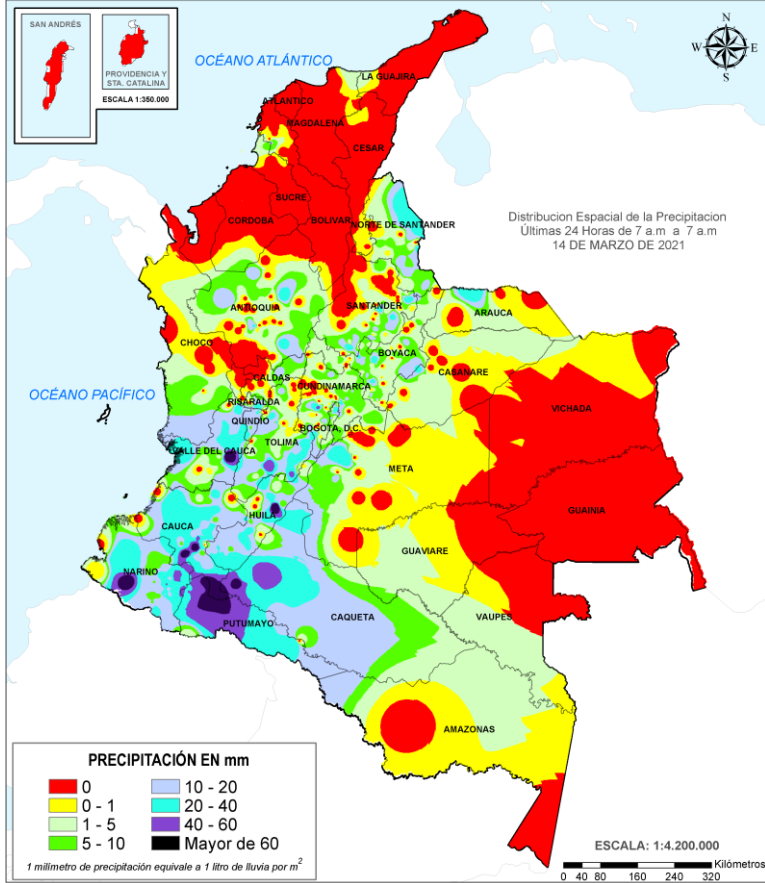 SAN ANDRÉS
PROVIDENCIA Y
STA. CATALINA
ESCALA 1:350.000
OCÉANO ATLÁNTICO
N
W
E
S
LA GUAJIRA
ATLANTICO
MAGDALENA
CESAR
SUCRE
CORDOBA
BOLIVAR
NORTE DE SANTANDER
Distribucion Espacial de la Precipitacion
Últimas 24 Horas de 7 a.m a 7 a.m
14 DE MARZO DE 2021
ANTIOQUIA
SANTANDER
ARAUCA
CHOCO
BOYACA
CASANARE
CALDAS
CUNDINAMARCA
OCÉANO PACÍFICO
RISARALDA
VICHADA
QUINDIO
BOGOTA, D.C.
TOLIMA
VALLE DEL CAUCA
META
GUAINIA
HUILA
CAUCA
GUAVIARE
NARINO
CAQUETA
VAUPES
PUTUMAYO
AMAZONAS
PRECIPITACIÓN EN mm
0
10 - 20
0 - 1
20 - 40
1 - 5
40 - 60
5 - 10
Mayor de 60
1 milímetro de precipitación equivale a 1 litro de lluvia por m²
ESCALA: 1:4.200.000
Kilómetros
0 40 80 160 240 320